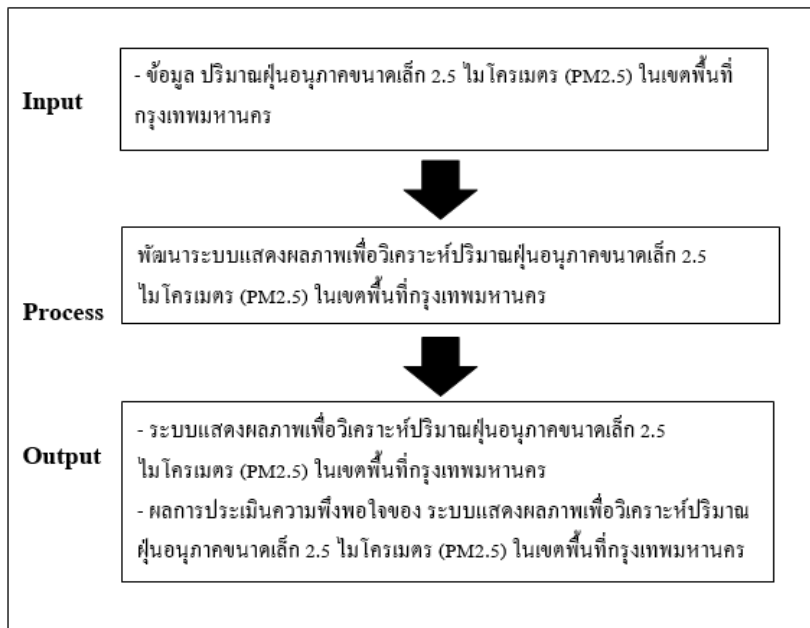 Input
- ข้อมูล ปริมาณฝุ่นอนุภาคขนาดเล็ก 2.5 ไมโครเมตร (PM2.5) ในเขตพื้นที่
กรุงเทพมหานคร
Process
พัฒนาระบบแสดงผลภาพเพื่อวิเคราะห์ปริมาณฝุ่นอนุภาคขนาดเล็ก 2.5
ไมโครเมตร (PM2.5) ในเขตพื้นที่กรุงเทพมหานคร
Output
- ระบบแสดงผลภาพเพื่อวิเคราะห์ปริมาณฝุ่นอนุภาคขนาดเล็ก 2.5
ไมโครเมตร (PM2.5) ในเขตพื้นที่กรุงเทพมหานคร
- ผลการประเมินความพึงพอใจของ ระบบแสดงผลภาพเพื่อวิเคราะห์ปริมาณ
ฝุ่นอนุภาคขนาดเล็ก 2.5 ไมโครเมตร (PM2.5) ในเขตพื้นที่กรุงเทพมหานคร